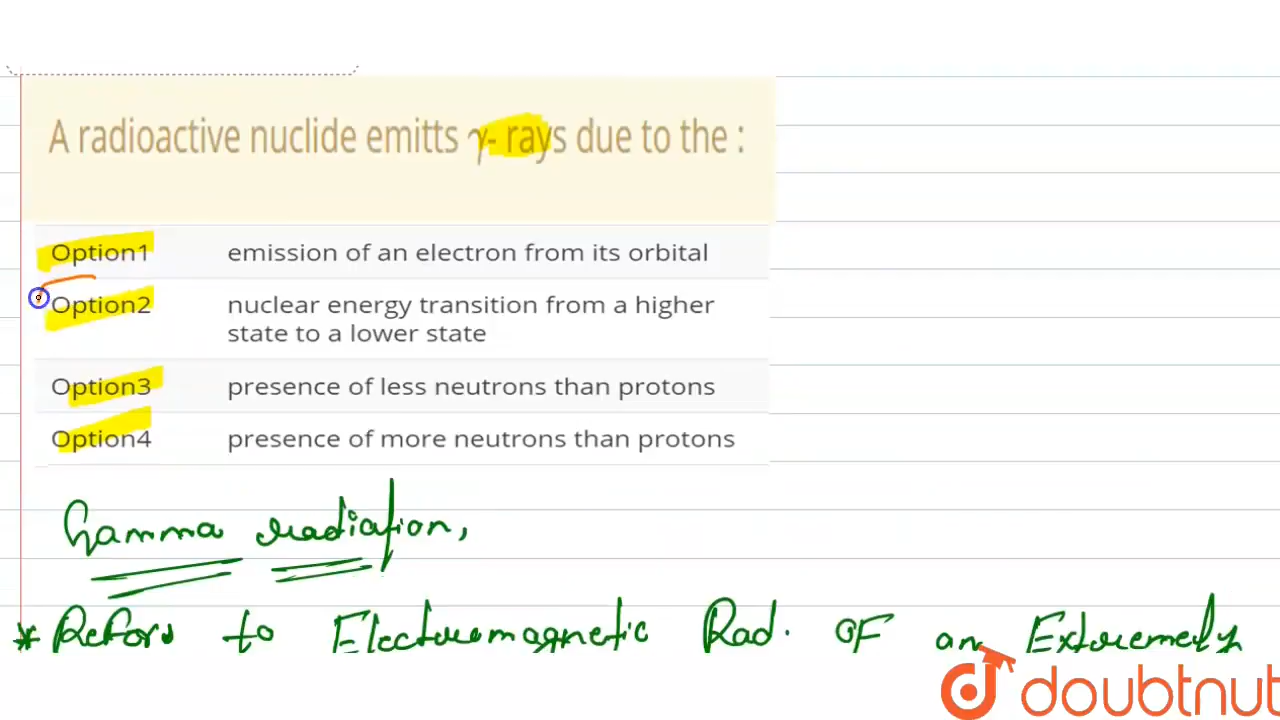 A radioactive nuclide emitts γ- rays due to the :
Option1 emission of an electron from its orbital
Option2 nuclear energy transition from a higher
state to a lower state
Option3 presence of less neutrons than protons
Option4 presence of more neutrons than protons
Gamma radiation,
* Refers to Electromagnetic Rad. OF an Extremely
doubtnut